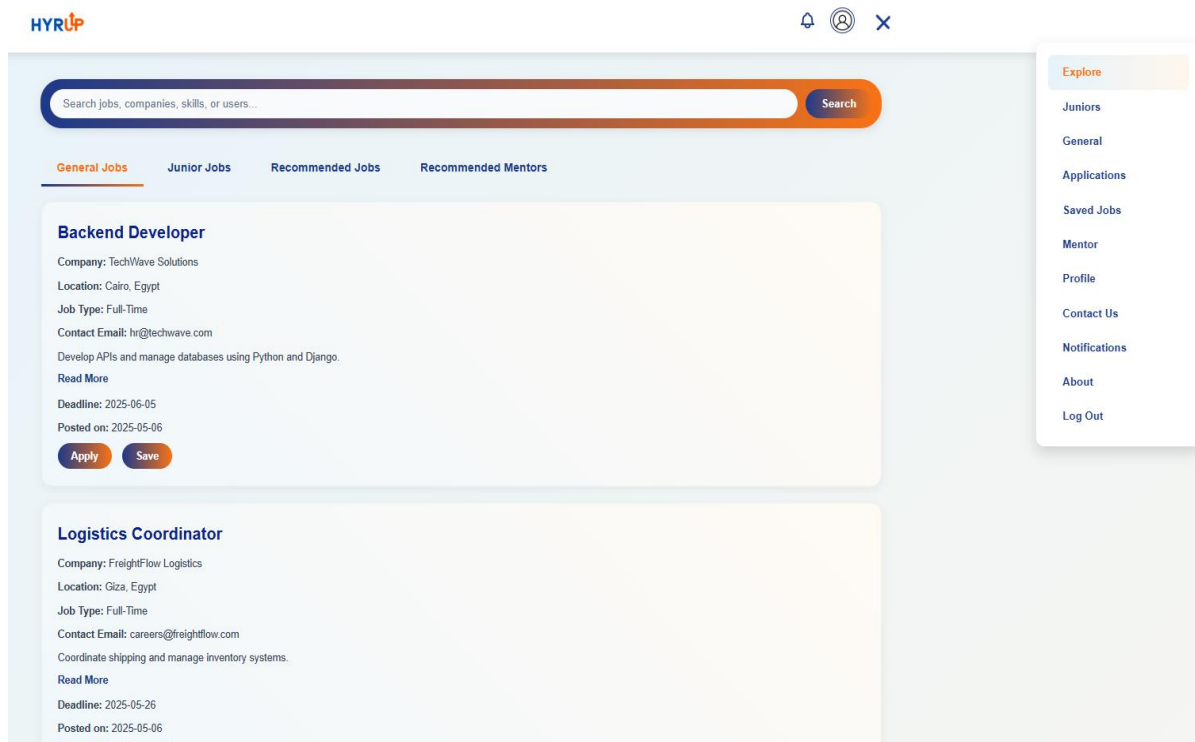 HYRUP
Search jobs, companies, skills, or users...
Search
General Jobs Junior Jobs Recommended Jobs Recommended Mentors
Backend Developer
Company: TechWave Solutions
Location: Cairo, Egypt
Job Type: Full-Time
Contact Email: hr@techwave.com
Develop APIs and manage databases using Python and Django.
Read More
Deadline: 2025-06-05
Posted on: 2025-05-06
Apply Save
Logistics Coordinator
Company: FreightFlow Logistics
Location: Giza, Egypt
Job Type: Full-Time
Contact Email: careers@freightflow.com
Coordinate shipping and manage inventory systems.
Read More
Deadline: 2025-05-26
Posted on: 2025-05-06
Explore
Juniors
General
Applications
Saved Jobs
Mentor
Profile
Contact Us
Notifications
About
Log Out